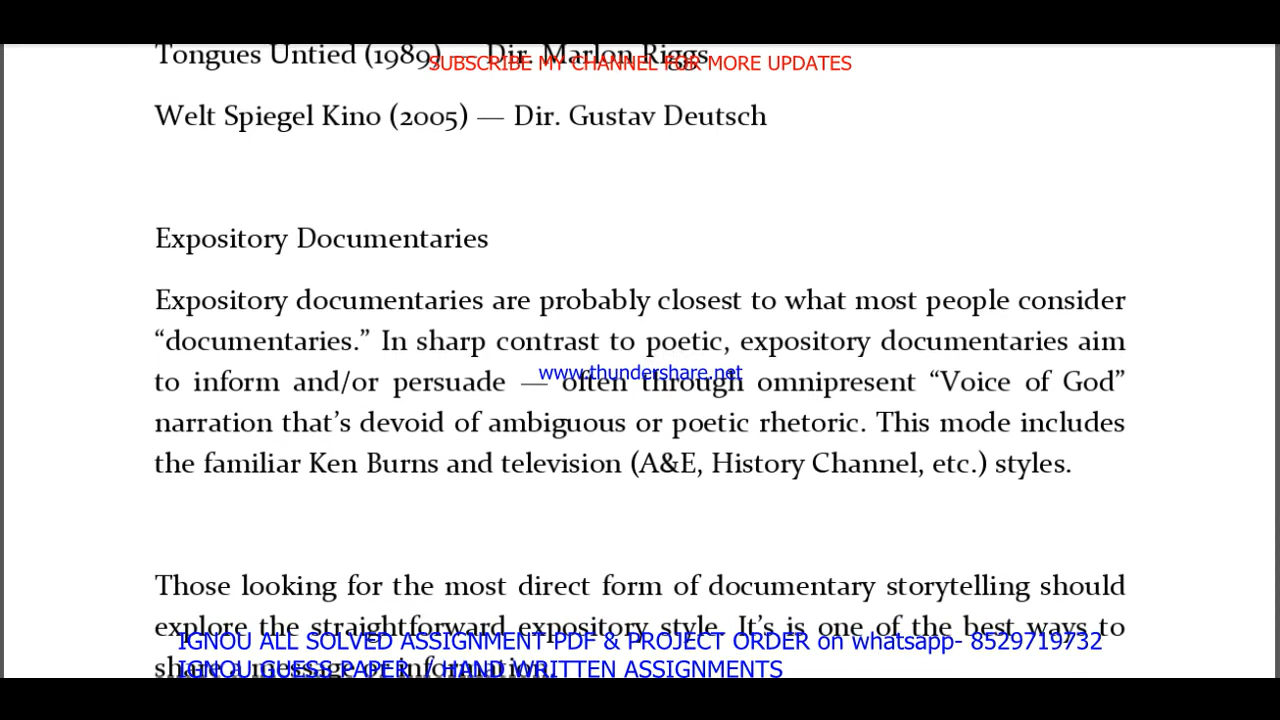 Tongues Untied (1989) — Dir. Marlon Riggs
SUBSCRIBE MY CHANNEL FOR MORE UPDATES
Welt Spiegel Kino (2005) — Dir. Gustav Deutsch
Expository Documentaries
Expository documentaries are probably closest to what most people consider
“documentaries.” In sharp contrast to poetic, expository documentaries aim
www.thundershare.net
to inform and/or persuade — often through omnipresent “Voice of God”
narration that’s devoid of ambiguous or poetic rhetoric. This mode includes
the familiar Ken Burns and television (A&E, History Channel, etc.) styles.
Those looking for the most direct form of documentary storytelling should
explore the straightforward expository style. It’s is one of the best ways to
IGNOU ALL SOLVED ASSIGNMENT PDF & PROJECT ORDER on whatsapp- 8529719732
share a message or information.
IGNOU GUESS PAPER / HAND WRITTEN ASSIGNMENTS